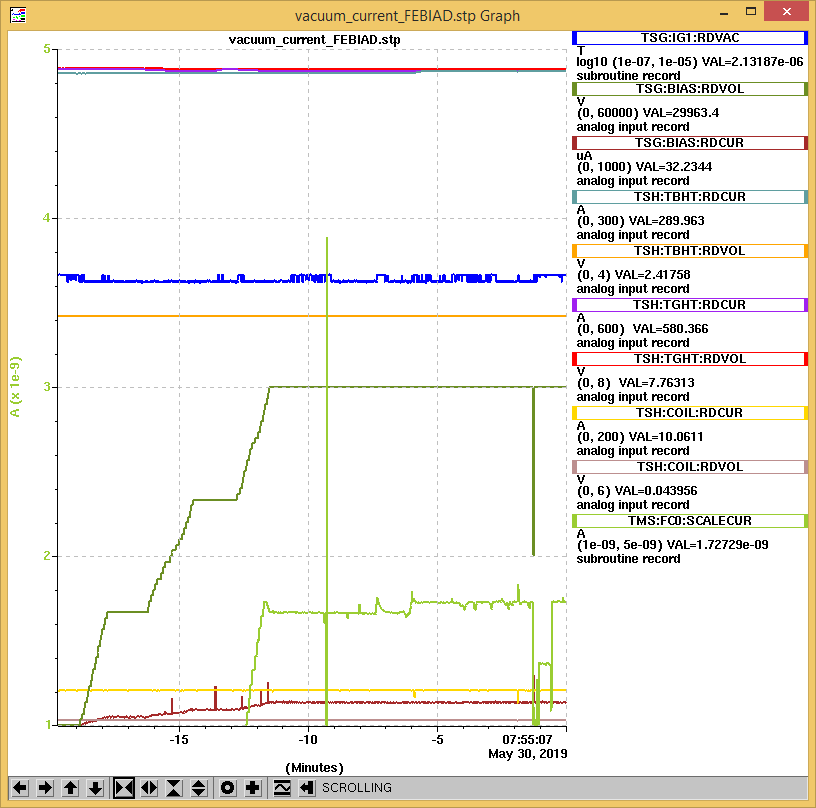 vacuum_current_FEBIAD.stp Graph
vacuum_current_FEBIAD.stp
5
4
3
2
1
A (x 1e-9)
-15
-10
-5
07:55:07
May 30, 2019
(Minutes)
TSG:IG1:RDVAC
T
log10 (1e-07, 1e-05) VAL=2.13187e-06
subroutine record
TSG:BIAS:RDVOL
V
(0, 60000) VAL=29963.4
analog input record
TSG:BIAS:RDCUR
uA
(0, 1000) VAL=32.2344
analog input record
TSH:TBHT:RDCUR
A
(0, 300) VAL=289.963
analog input record
TSH:TBHT:RDVOL
V
(0, 4) VAL=2.41758
analog input record
TSH:TGHT:RDCUR
A
(0, 600) VAL=580.366
analog input record
TSH:TGHT:RDVOL
V
(0, 8) VAL=7.76313
analog input record
TSH:COIL:RDCUR
A
(0, 200) VAL=10.0611
analog input record
TSH:COIL:RDVOL
V
(0, 6) VAL=0.043956
analog input record
TMS:FC0:SCALECUR
A
(1e-09, 5e-09) VAL=1.72729e-09
subroutine record
SCROLLING